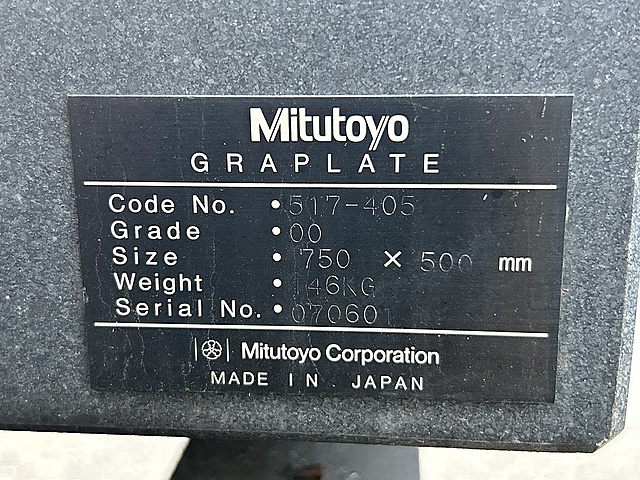 Mitutoyo
GRAPLATE
Code No. • 517-405
Grade • 00
Size • 750 × 500 mm
Weight • 146KG
Serial No. • 070601
Mitutoyo Corporation
MADE IN JAPAN